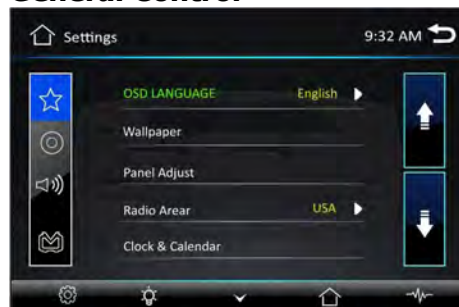 General Control
Settings 9:32 AM
OSD LANGUAGE English
Wallpaper
Panel Adjust
Radio Arear USA
Clock & Calendar